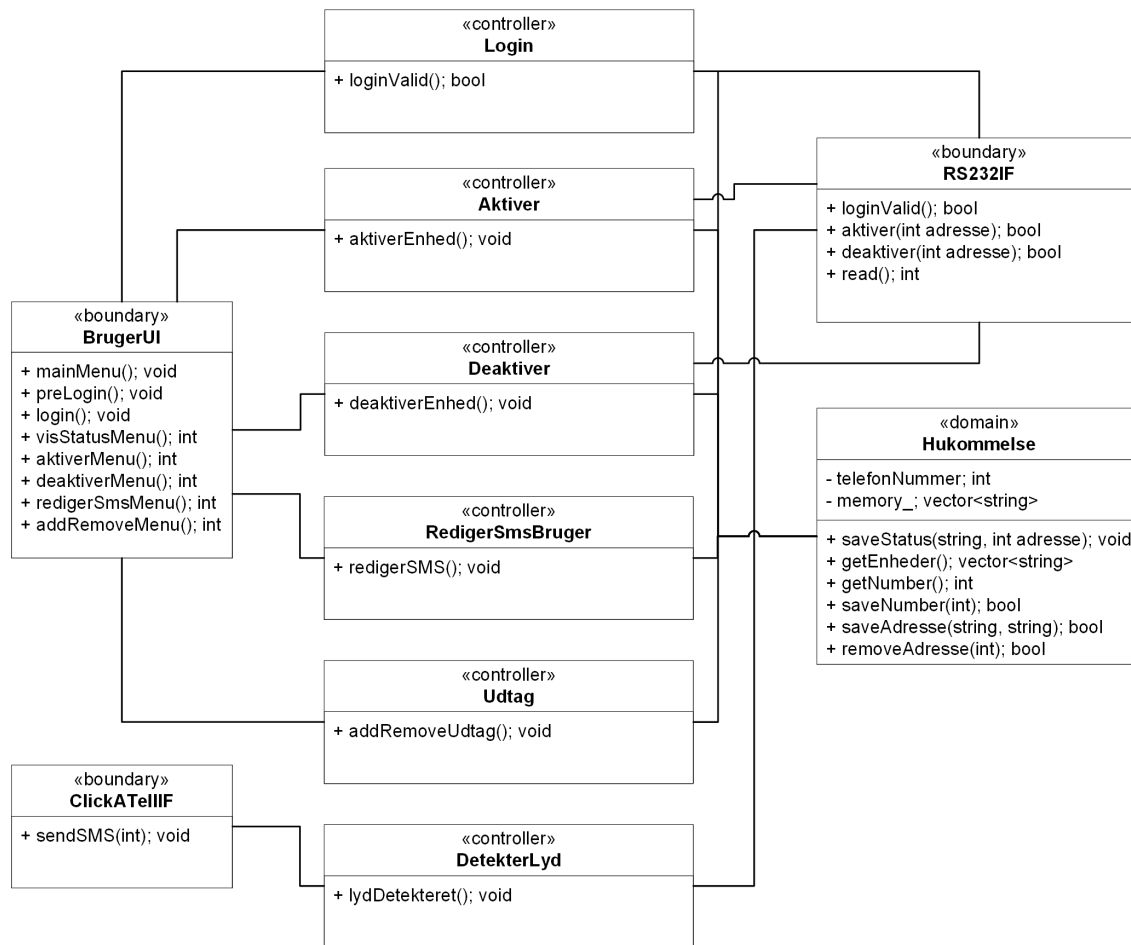 «controller»
Login
+ loginValid(); bool
«controller»
Aktiver
+ aktiverEnhed(); void
«controller»
Deaktiver
+ deaktiverEnhed(); void
«controller»
RedigerSmsBruger
+ redigerSMS(); void
«controller»
Udtag
+ addRemoveUdtag(); void
«controller»
DetekterLyd
+ lydDetekteret(); void
«boundary»
BrugerUI
+ mainMenu(); void
+ preLogin(); void
+ login(); void
+ visStatusMenu(); int
+ aktiverMenu(); int
+ deaktiverMenu(); int
+ redigerSmsMenu(); int
+ addRemoveMenu(); int
«boundary»
ClickATellIF
+ sendSMS(int); void
«boundary»
RS232IF
+ loginValid(); bool
+ aktiver(int adresse); bool
+ deaktiver(int adresse); bool
+ read(); int
«domain»
Hukommelse
- telefonNummer; int
- memory_; vector<string>
+ saveStatus(string, int adresse); void
+ getEnheder(); vector<string>
+ getNumber(); int
+ saveNumber(int); bool
+ saveAdresse(string, string); bool
+ removeAdresse(int); bool